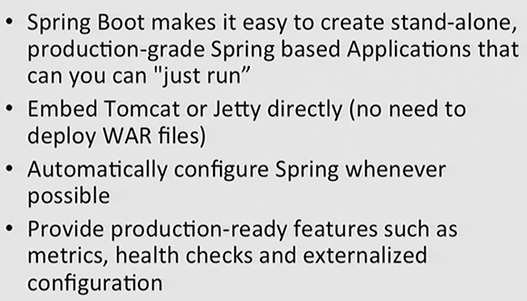 • Spring Boot makes it easy to create stand-alone,
production-grade Spring based Applications that
can you can "just run”
• Embed Tomcat or Jetty directly (no need to
deploy WAR files)
• Automatically configure Spring whenever
possible
• Provide production-ready features such as
metrics, health checks and externalized
configuration